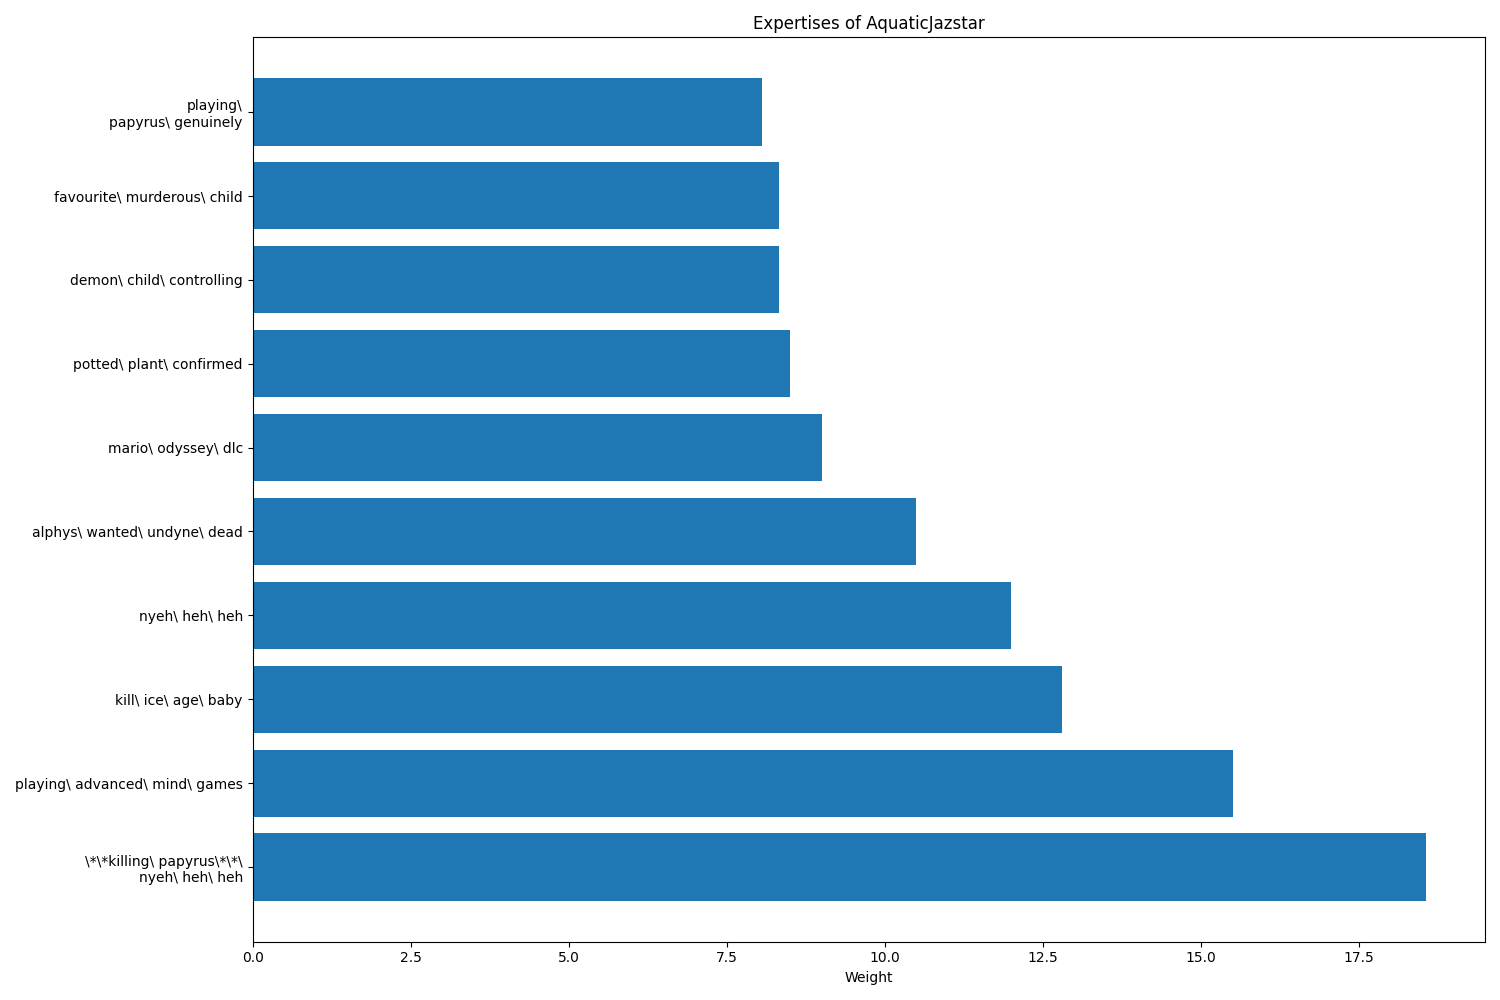 Expertises of AquaticJazstar
playing\
papyrus\ genuinely
favourite\ murderous\ child
demon\ child\ controlling
potted\ plant\ confirmed
mario\ odyssey\ dlc
alphys\ wanted\ undyne\ dead
nyeh\ heh\ heh
kill\ ice\ age\ baby
playing\ advanced\ mind\ games
\*\*killing\ papyrus\*\*\
nyeh\ heh\ heh
0.0 2.5 5.0 7.5 10.0 12.5 15.0 17.5
Weight